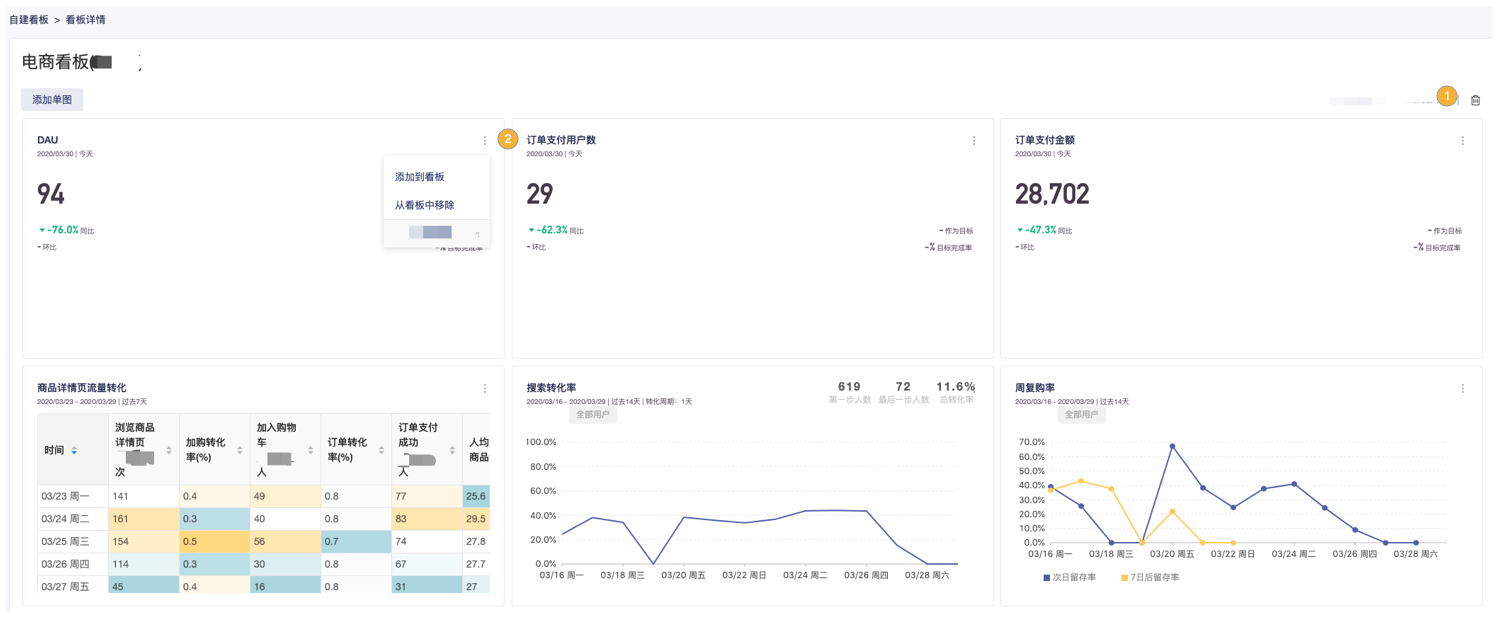 自建看板 > 看板详情
电商看板(
添加单图
1
DAU
2020/03/30 | 今天
94
-76.0% 同比
- 环比
添加到看板
从看板中移除
-% 目标完成率
2
订单支付用户数
2020/03/30 | 今天
29
-62.3% 同比
- 作为目标
- 环比
-% 目标完成率
订单支付金额
2020/03/30 | 今天
28,702
-47.3% 同比
- 作为目标
- 环比
-% 目标完成率
商品详情页流量转化
2020/03/23 - 2020/03/29 | 过去7天
时间
浏览商品
详情页
次
加购转化
率(%)
加入购物
车
人
订单转化
率(%)
订单支付
成功
人
人均
商品
03/23 周一 141 0.4 49 0.8 77 25.6
03/24 周二 161 0.3 40 0.8 83 29.5
03/25 周三 154 0.5 56 0.7 74 27.8
03/26 周四 114 0.3 30 0.8 67 27.7
03/27 周五 45 0.4 16 0.8 31 27
搜索转化率
2020/03/16 - 2020/03/29 | 过去14天 | 转化周期： 1天
全部用户
619 72 11.6%
第一步人数 最后一步人数 总转化率
100.0%
80.0%
60.0%
40.0%
20.0%
0.0%
03/16 周一 03/18 周三 03/20 周五 03/22 周日 03/24 周二 03/26 周四 03/28 周六
周复购率
2020/03/16 - 2020/03/29 | 过去14天
全部用户
70.0%
60.0%
50.0%
40.0%
30.0%
20.0%
10.0%
0.0%
03/16 周一 03/18 周三 03/20 周五 03/22 周日 03/24 周二 03/26 周四 03/28 周六
次日留存率 7日后留存率